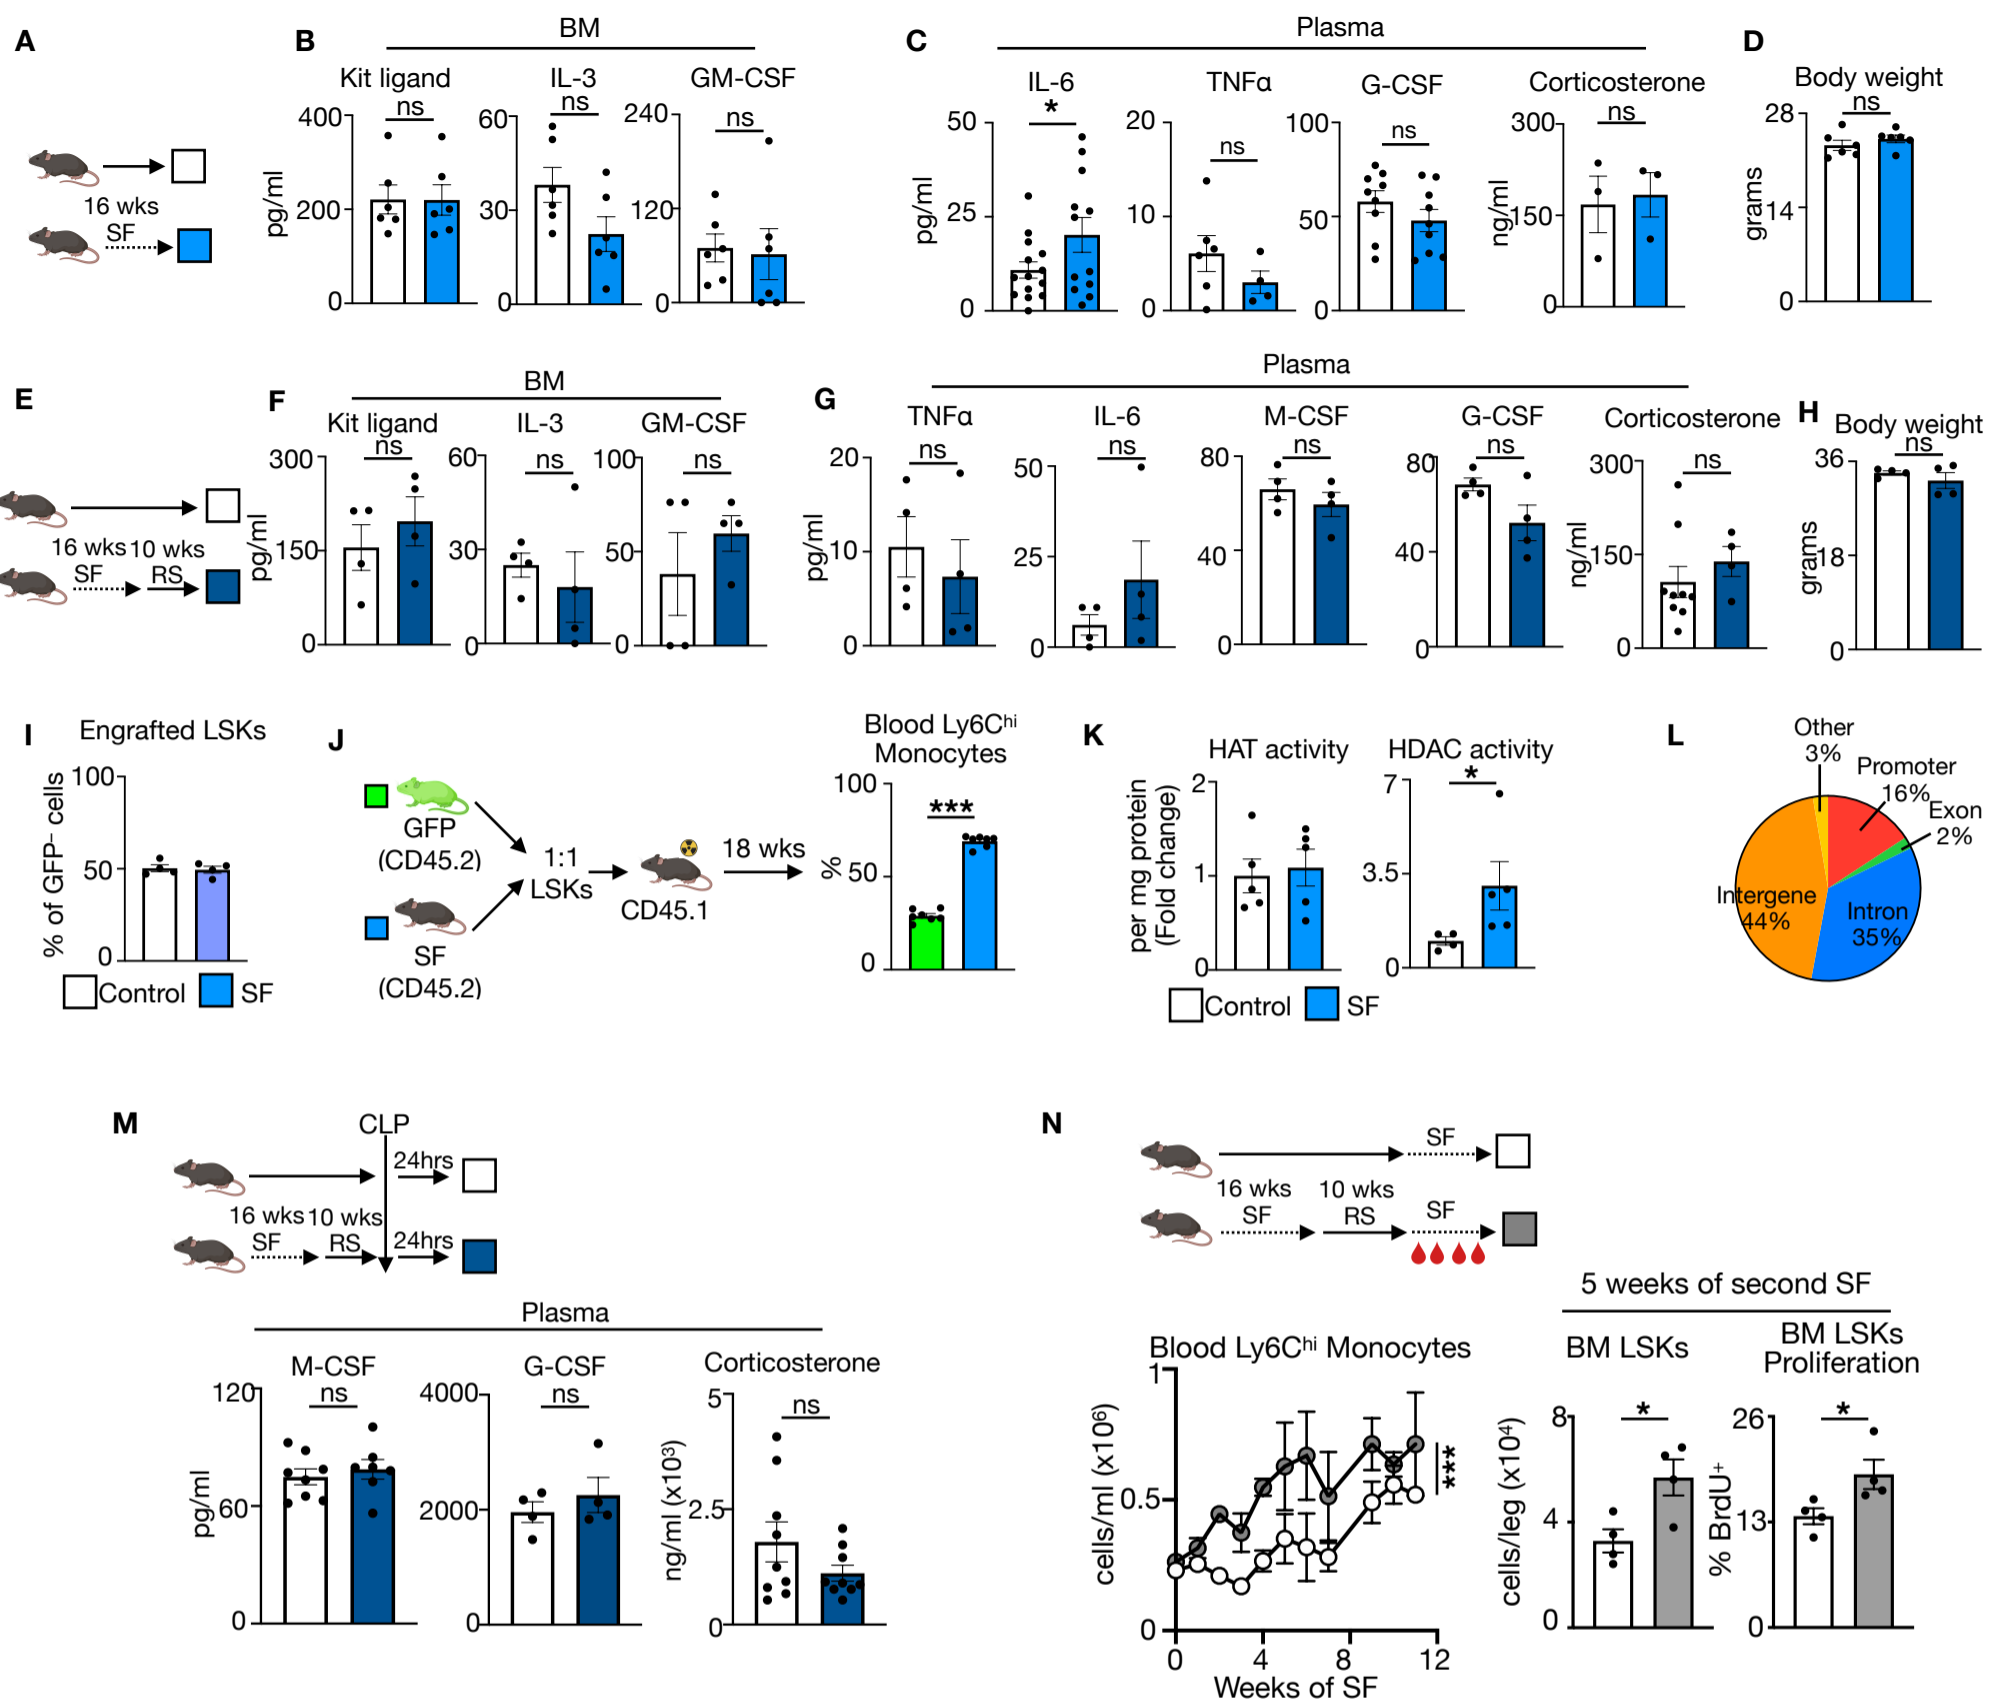 A
16 wks
SF
B
BM
Kit ligand
ns
400
200
0
pg/ml
IL-3
ns
60
30
0
GM-CSF
ns
240
120
0
C
Plasma
IL-6
*
50
25
0
pg/ml
TNFα
ns
20
10
0
G-CSF
ns
100
50
0
Corticosterone
ns
300
150
0
ng/ml
D
Body weight
ns
28
14
0
grams
E
16 wks 10 wks
SF RS
F
BM
Kit ligand
ns
300
150
0
pg/ml
IL-3
ns
60
30
0
GM-CSF
ns
100
50
0
G
Plasma
TNFα
ns
20
10
0
pg/ml
IL-6
ns
50
25
0
M-CSF
ns
80
40
0
G-CSF
ns
80
40
0
Corticosterone
ns
300
150
0
ng/ml
H
Body weight
ns
36
18
0
grams
I
Engrafted LSKs
100
50
0
% of GFP⁻ cells
Control SF
J
GFP
(CD45.2)
SF
(CD45.2)
1:1
LSKs
CD45.1
18 wks
Blood Ly6Cʰⁱ
Monocytes
***
100
50
0
%
K
HAT activity
2
1
0
per mg protein
(Fold change)
HDAC activity
*
7
3.5
0
Control SF
L
Other
3%
Promoter
16%
Exon
2%
Intergene
44%
Intron
35%
M
CLP
24hrs
16 wks 10 wks
SF RS
24hrs
Plasma
M-CSF
ns
120
60
0
pg/ml
G-CSF
ns
4000
2000
0
Corticosterone
ns
5
2.5
0
ng/ml (x10³)
N
SF
16 wks 10 wks
SF RS SF
Blood Ly6Cʰⁱ Monocytes
1
0.5
0
cells/ml (x10⁶)
***
0 4 8 12
Weeks of SF
5 weeks of second SF
BM LSKs
*
8
4
0
cells/leg (x10⁴)
BM LSKs
Proliferation
*
26
13
0
% BrdU⁺